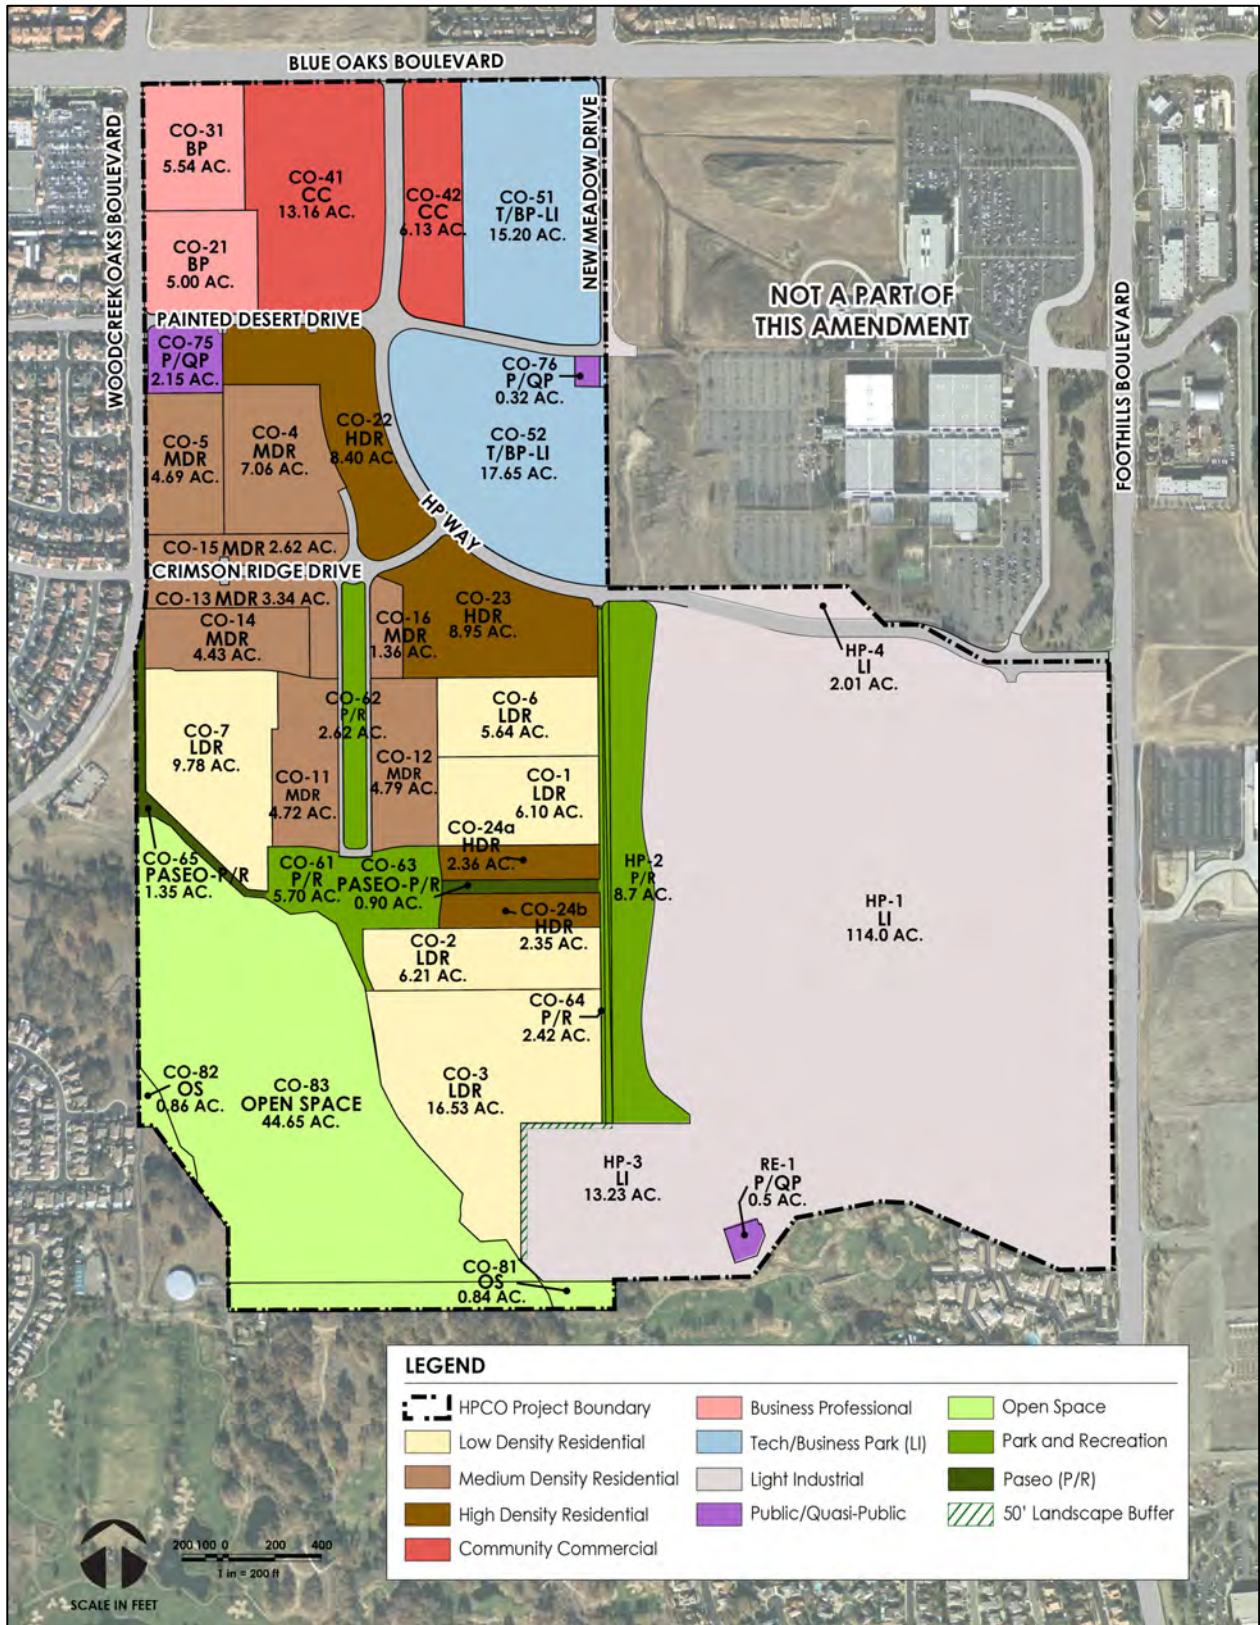 BLUE OAKS BOULEVARD
WOODCREEK OAKS BOULEVARD
NEW MEADOW DRIVE
FOOTHILLS BOULEVARD
CO-31
BP
5.54 AC.
CO-41
CC
13.16 AC.
CO-42
CC
6.13 AC.
CO-51
T/BP-LI
15.20 AC.
CO-21
BP
5.00 AC.
NOT A PART OF
THIS AMENDMENT
PAINTED DESERT DRIVE
CO-75
P/QP
2.15 AC.
CO-76
P/QP
0.32 AC.
CO-22
HDR
8.40 AC.
CO-5
MDR
4.69 AC.
CO-4
MDR
7.06 AC.
CO-52
T/BP-LI
17.65 AC.
HP WAY
CO-15 MDR 2.62 AC.
CRIMSON RIDGE DRIVE
CO-13 MDR 3.34 AC.
CO-14
MDR
4.43 AC.
CO-16
MDR
1.36 AC.
CO-23
HDR
8.95 AC.
HP-4
LI
2.01 AC.
CO-62
P/R
2.62 AC.
CO-6
LDR
5.64 AC.
CO-7
LDR
9.78 AC.
CO-11
MDR
4.72 AC.
CO-12
MDR
4.79 AC.
CO-1
LDR
6.10 AC.
CO-24a
HDR
2.36 AC.
CO-65
PASEO-P/R
1.35 AC.
CO-61
P/R
5.70 AC.
CO-63
PASEO-P/R
0.90 AC.
HP-2
P/R
8.7 AC.
HP-1
LI
114.0 AC.
CO-24b
HDR
2.35 AC.
CO-2
LDR
6.21 AC.
CO-64
P/R
2.42 AC.
CO-82
OS
0.86 AC.
CO-83
OPEN SPACE
44.65 AC.
CO-3
LDR
16.53 AC.
HP-3
LI
13.23 AC.
RE-1
P/QP
0.5 AC.
CO-81
OS
0.84 AC.
LEGEND
HPCO Project Boundary
Business Professional
Open Space
Low Density Residential
Tech/Business Park (LI)
Park and Recreation
Medium Density Residential
Light Industrial
Paseo (P/R)
High Density Residential
Public/Quasi-Public
50' Landscape Buffer
Community Commercial
200 100 0 200 400
1 in = 200 ft
SCALE IN FEET